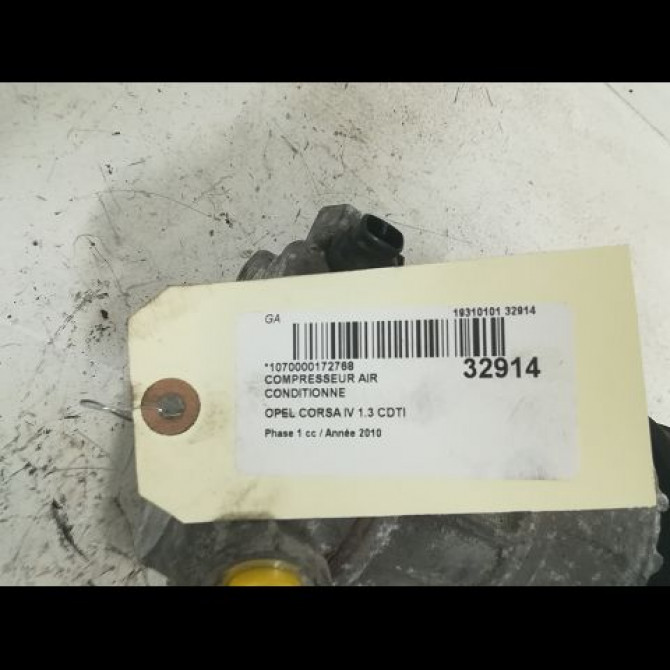 GA
19310101 32914
*1070000172768
32914
COMPRESSEUR AIR
CONDITIONNE
OPEL CORSA IV 1.3 CDTI
Phase 1 cc / Année 2010